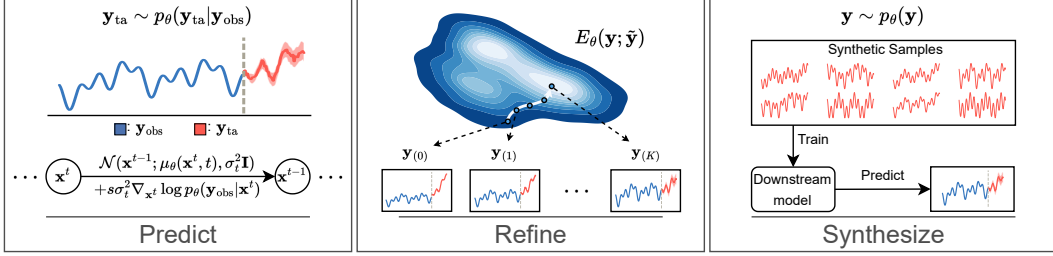 y_ta ∼ p_θ(y_ta|y_obs)
: y_obs : y_ta
⋯ x^t N(x^{t−1}; μ_θ(x^t, t), σ_t^2 I) x^{t−1} ⋯
+sσ_t^2 ∇_{x^t} log p_θ(y_obs|x^t)
Predict
E_θ(y; ỹ)
y_(0) y_(1) y_(K)
⋯
Refine
y ∼ p_θ(y)
Synthetic Samples
Train
Downstream
model
Predict
Synthesize